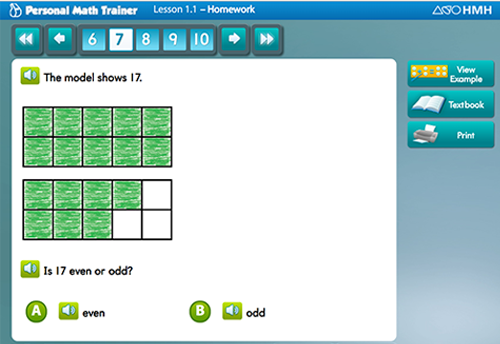 Personal Math Trainer Lesson 1.1 – Homework HMH
6 7 8 9 10
The model shows 17.
View
Example
Textbook
Print
Is 17 even or odd?
A even B odd